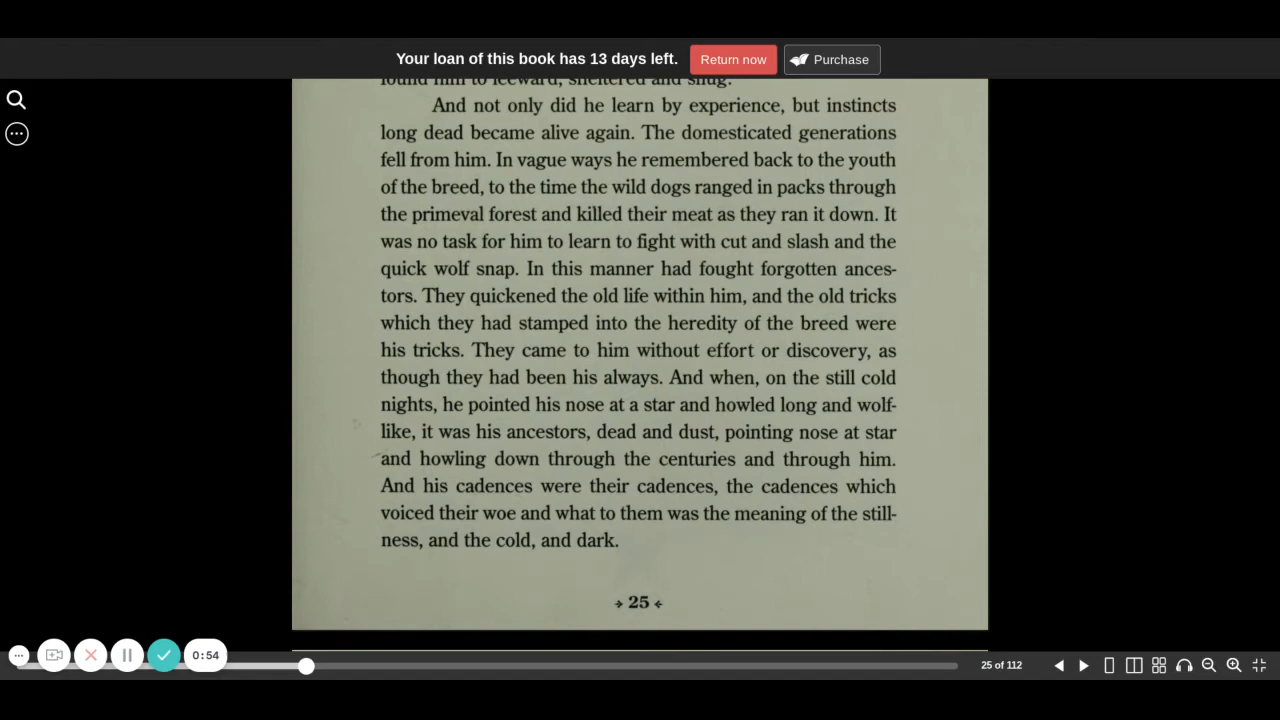 Your loan of this book has 13 days left. Return now Purchase
found him to leeward, sheltered and snug.
And not only did he learn by experience, but instincts
long dead became alive again. The domesticated generations
fell from him. In vague ways he remembered back to the youth
of the breed, to the time the wild dogs ranged in packs through
the primeval forest and killed their meat as they ran it down. It
was no task for him to learn to fight with cut and slash and the
quick wolf snap. In this manner had fought forgotten ances-
tors. They quickened the old life within him, and the old tricks
which they had stamped into the heredity of the breed were
his tricks. They came to him without effort or discovery, as
though they had been his always. And when, on the still cold
nights, he pointed his nose at a star and howled long and wolf-
like, it was his ancestors, dead and dust, pointing nose at star
and howling down through the centuries and through him.
And his cadences were their cadences, the cadences which
voiced their woe and what to them was the meaning of the still-
ness, and the cold, and dark.
25
0:54
25 of 112